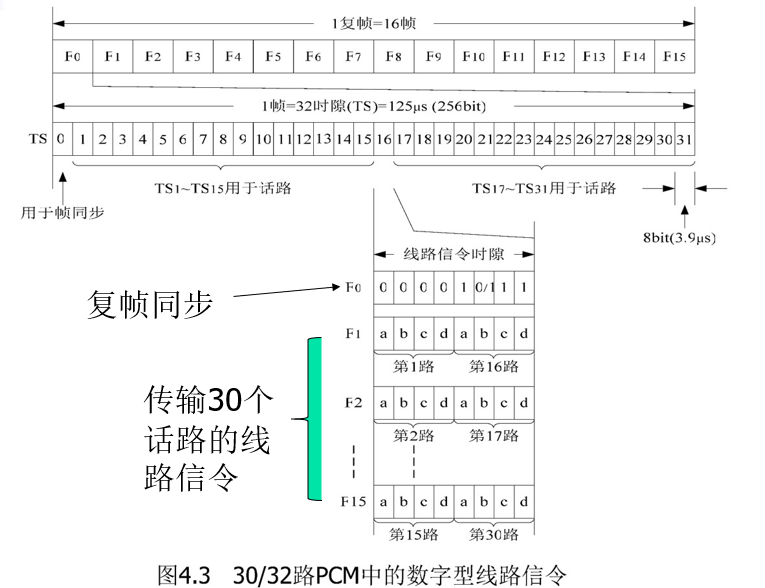 1复帧=16帧
F0 F1 F2 F3 F4 F5 F6 F7 F8 F9 F10 F11 F12 F13 F14 F15
1帧=32时隙(TS)=125μs (256bit)
TS 0 1 2 3 4 5 6 7 8 9 10 11 12 13 14 15 16 17 18 19 20 21 22 23 24 25 26 27 28 29 30 31
TS1~TS15用于话路
TS17~TS31用于话路
用于帧同步
8bit(3.9μs)
线路信令时隙
复帧同步
F0 0 0 0 0 1 0/1 1 1
F1 a b c d a b c d
第1路 第16路
传输30个
话路的线
路信令
F2 a b c d a b c d
第2路 第17路
F15 a b c d a b c d
第15路 第30路
图4.3 30/32路PCM中的数字型线路信令